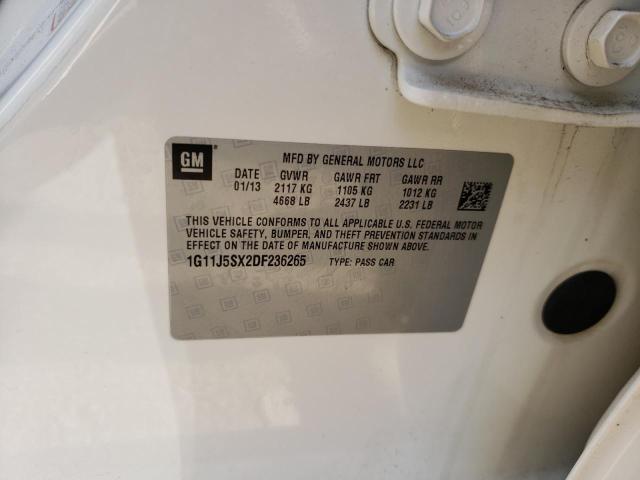 GM
MFD BY GENERAL MOTORS LLC
DATE GVWR GAWR FRT GAWR RR
01/13 2117 KG 1105 KG 1012 KG
4668 LB 2437 LB 2231 LB
THIS VEHICLE CONFORMS TO ALL APPLICABLE U.S. FEDERAL MOTOR
VEHICLE SAFETY, BUMPER, AND THEFT PREVENTION STANDARDS IN
EFFECT ON THE DATE OF MANUFACTURE SHOWN ABOVE.
1G11J5SX2DF236265 TYPE: PASS CAR